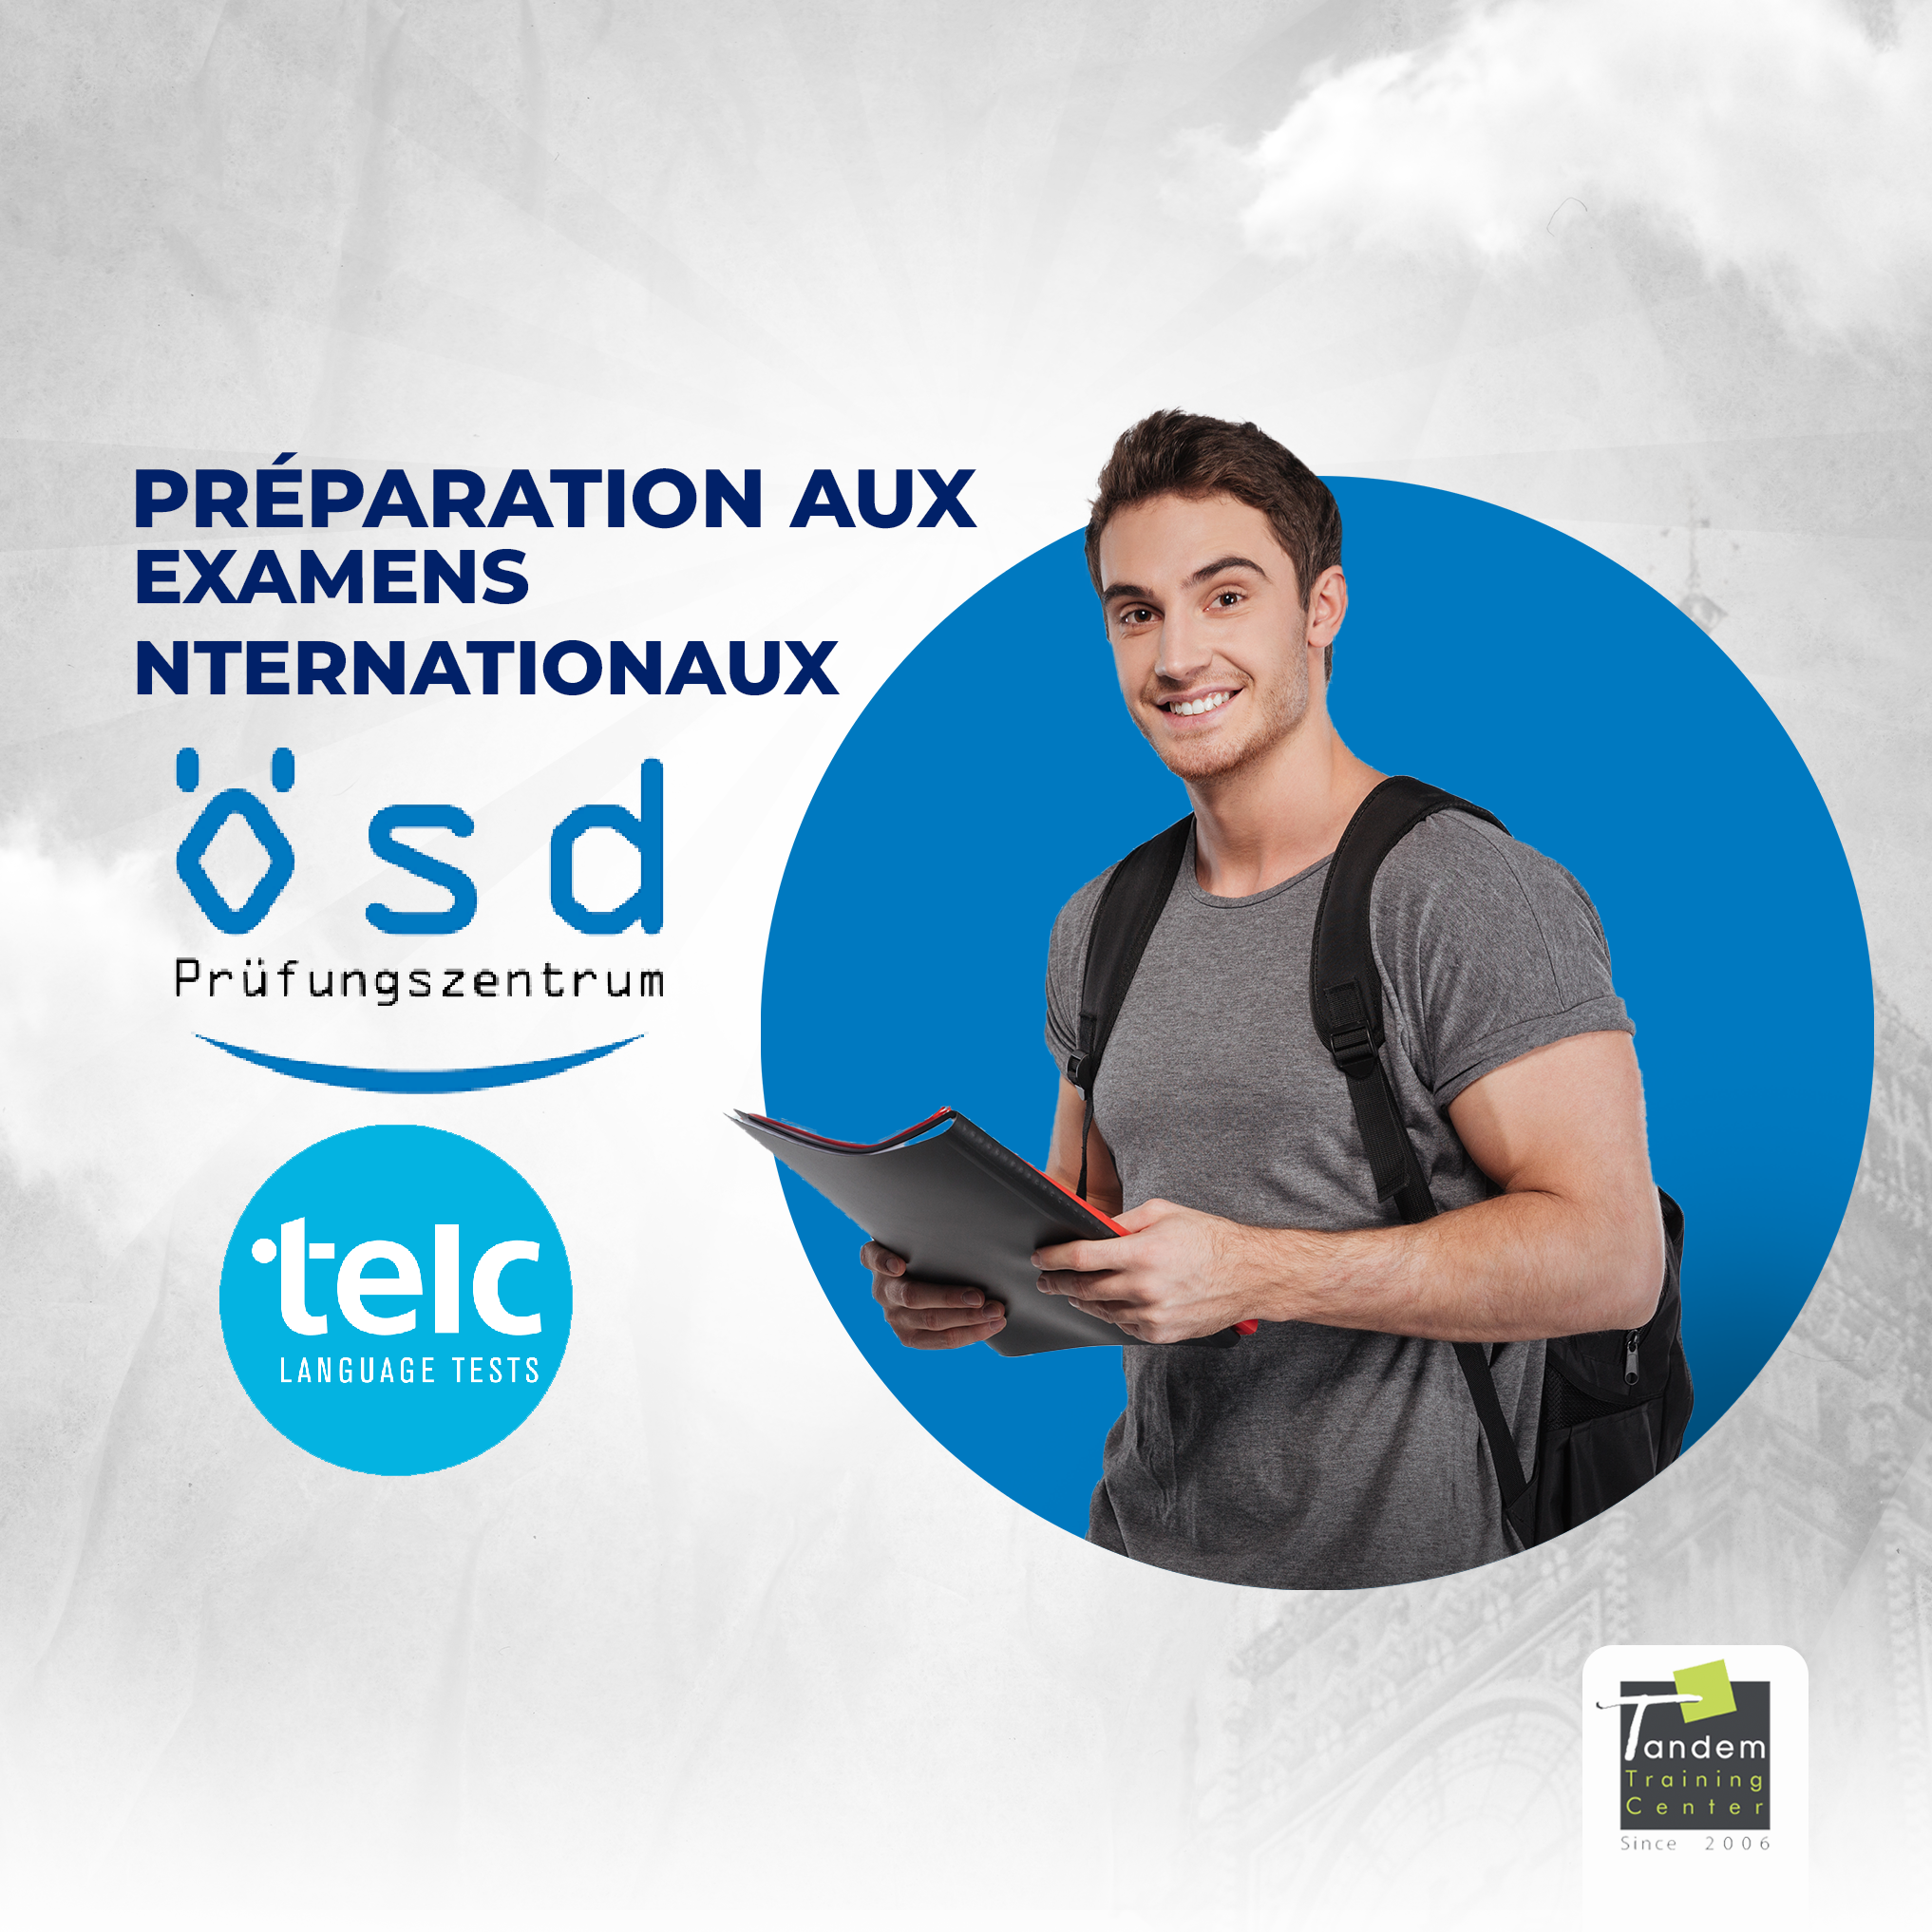 PRÉPARATION AUX
EXAMENS
NTERNATIONAUX
ösd
Prüfungszentrum
telc
LANGUAGE TESTS
Tandem
Training
Center
Since 2006